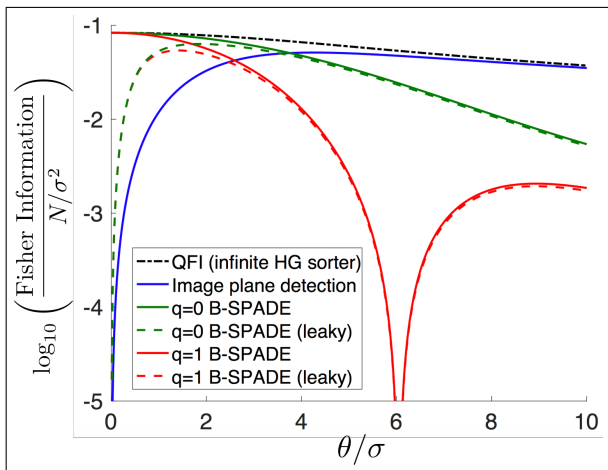 -1
-2
-3
-4
-5
log₁₀ (Fisher Information / N/σ²)
QFI (infinite HG sorter)
Image plane detection
q=0 B-SPADE
q=0 B-SPADE (leaky)
q=1 B-SPADE
q=1 B-SPADE (leaky)
0 2 4 6 8 10
θ/σ